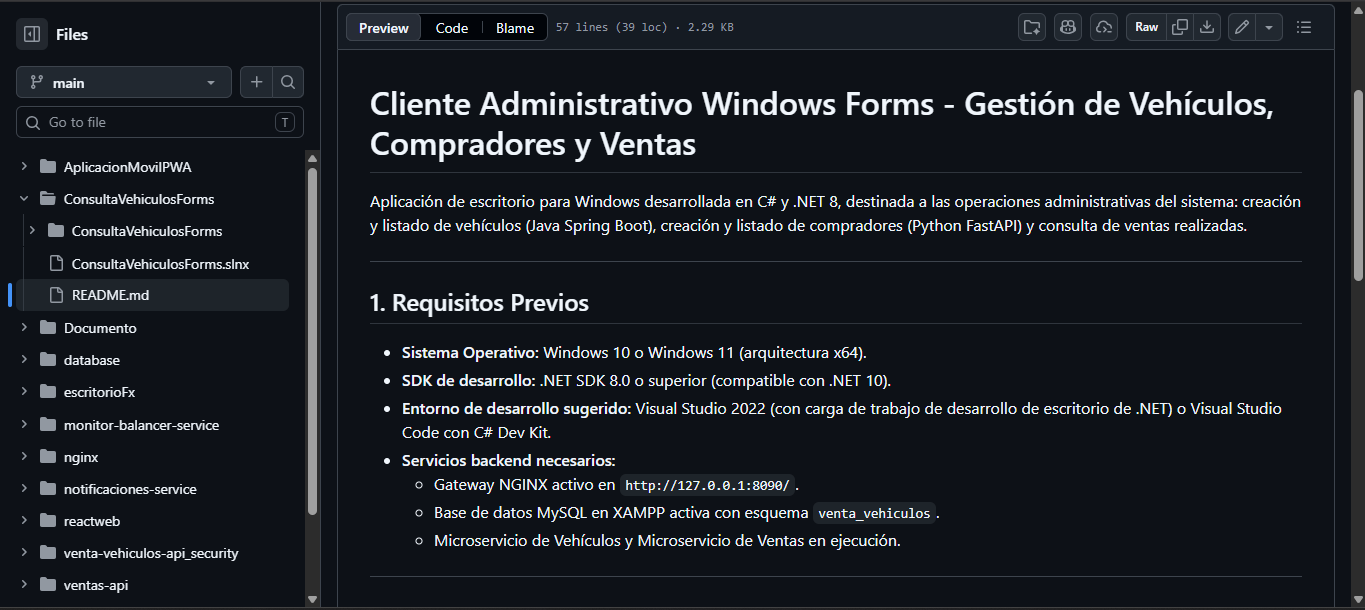 Files
main
Go to file
T
AplicacionMovilPWA
ConsultaVehiculosForms
ConsultaVehiculosForms
ConsultaVehiculosForms.slnx
README.md
Documento
database
escritorioFx
monitor-balancer-service
nginx
notificaciones-service
reactweb
venta-vehiculos-api_security
ventas-api
Preview Code Blame 57 lines (39 loc) · 2.29 KB Raw
Cliente Administrativo Windows Forms - Gestión de Vehículos,
Compradores y Ventas
Aplicación de escritorio para Windows desarrollada en C# y .NET 8, destinada a las operaciones administrativas del sistema: creación
y listado de vehículos (Java Spring Boot), creación y listado de compradores (Python FastAPI) y consulta de ventas realizadas.
1. Requisitos Previos
• Sistema Operativo: Windows 10 o Windows 11 (arquitectura x64).
• SDK de desarrollo: .NET SDK 8.0 o superior (compatible con .NET 10).
• Entorno de desarrollo sugerido: Visual Studio 2022 (con carga de trabajo de desarrollo de escritorio de .NET) o Visual Studio
Code con C# Dev Kit.
• Servicios backend necesarios:
○ Gateway NGINX activo en http://127.0.0.1:8090/.
○ Base de datos MySQL en XAMPP activa con esquema venta_vehiculos.
○ Microservicio de Vehículos y Microservicio de Ventas en ejecución.